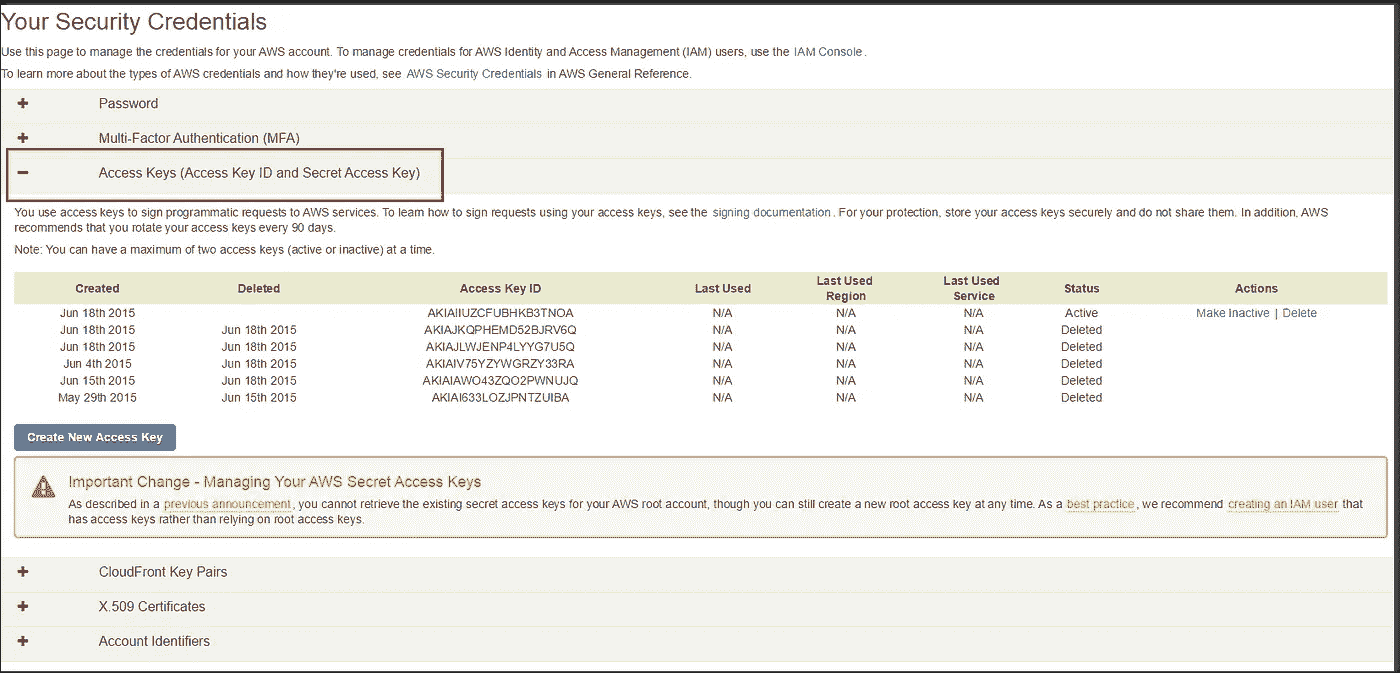 Your Security Credentials
Use this page to manage the credentials for your AWS account. To manage credentials for AWS Identity and Access Management (IAM) users, use the IAM Console.
To learn more about the types of AWS credentials and how they're used, see AWS Security Credentials in AWS General Reference.
Password
Multi-Factor Authentication (MFA)
Access Keys (Access Key ID and Secret Access Key)
You use access keys to sign programmatic requests to AWS services. To learn how to sign requests using your access keys, see the signing documentation. For your protection, store your access keys securely and do not share them. In addition, AWS
recommends that you rotate your access keys every 90 days.
Note: You can have a maximum of two access keys (active or inactive) at a time.
Created Deleted Access Key ID Last Used Last Used Region Last Used Service Status Actions
Jun 18th 2015 AKIAIIUZCFUBHKB3TNOA N/A N/A N/A Active Make Inactive | Delete
Jun 18th 2015 Jun 18th 2015 AKIAJKQPHEMD52BJRV6Q N/A N/A N/A Deleted
Jun 18th 2015 Jun 18th 2015 AKIAJLWJENP4LYYG7U5Q N/A N/A N/A Deleted
Jun 4th 2015 Jun 18th 2015 AKIAIV75YZYWGRZY33RA N/A N/A N/A Deleted
Jun 15th 2015 Jun 18th 2015 AKIAIAWO43ZQO2PWNUJQ N/A N/A N/A Deleted
May 29th 2015 Jun 15th 2015 AKIAI633LOZJPNTZUIBA N/A N/A N/A Deleted
Create New Access Key
Important Change - Managing Your AWS Secret Access Keys
As described in a previous announcement, you cannot retrieve the existing secret access keys for your AWS root account, though you can still create a new root access key at any time. As a best practice, we recommend creating an IAM user that
has access keys rather than relying on root access keys.
CloudFront Key Pairs
X.509 Certificates
Account Identifiers